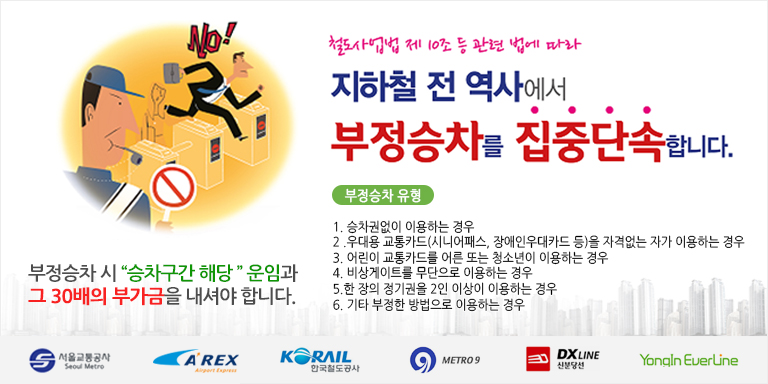 NO!
철도사업법 제 10조 등 관련 법에 따라
지하철 전 역사에서
부정승차를 집중단속합니다.
부정승차 유형
1. 승차권없이 이용하는 경우
2 .우대용 교통카드(시니어패스, 장애인우대카드 등)을 자격없는 자가 이용하는 경우
3. 어린이 교통카드를 어른 또는 청소년이 이용하는 경우
4. 비상게이트를 무단으로 이용하는 경우
5.한 장의 정기권을 2인 이상이 이용하는 경우
6. 기타 부정한 방법으로 이용하는 경우
부정승차 시 “승차구간 해당 ” 운임과
그 30배의 부가금을 내셔야 합니다.
서울교통공사
Seoul Metro
A'REX
Airport Express
KORAIL
한국철도공사
METRO 9
DXLINE
신분당선
YongIn EverLine